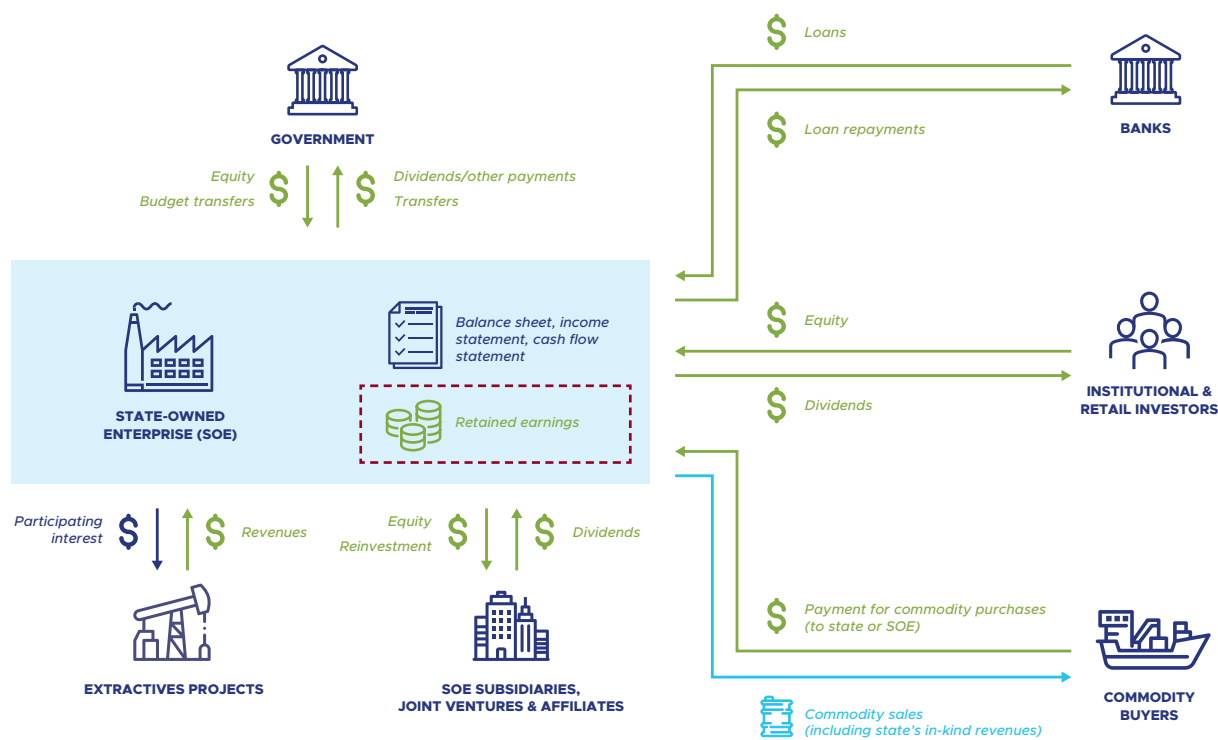 Loans
GOVERNMENT
BANKS
Loan repayments
Equity
Budget transfers
Dividends/other payments
Transfers
Balance sheet, income
statement, cash flow
statement
Equity
STATE-OWNED
ENTERPRISE (SOE)
Retained earnings
INSTITUTIONAL &
RETAIL INVESTORS
Dividends
Participating
interest
Revenues
Equity
Reinvestment
Dividends
Payment for commodity purchases
(to state or SOE)
EXTRACTIVES PROJECTS
SOE SUBSIDIARIES,
JOINT VENTURES & AFFILIATES
COMMODITY
BUYERS
Commodity sales
(including state's in-kind revenues)